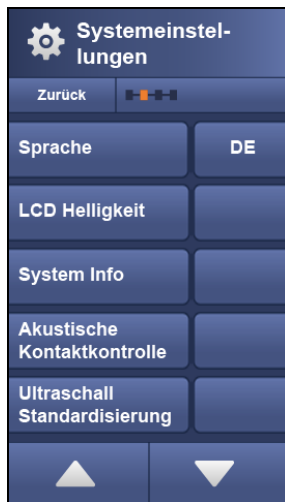 Systemeinstel-
lungen
Zurück
Sprache DE
LCD Helligkeit
System Info
Akustische
Kontaktkontrolle
Ultraschall
Standardisierung